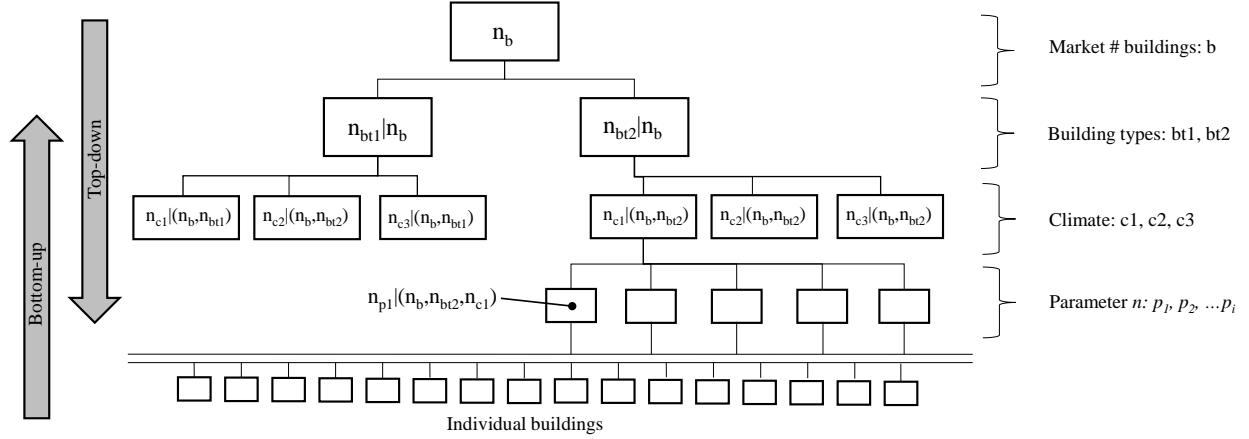 n_b
Market # buildings: b
Top-down
n_bt1|n_b
n_bt2|n_b
Building types: bt1, bt2
n_c1|(n_b,n_bt1)
n_c2|(n_b,n_bt2)
n_c3|(n_b,n_bt1)
n_c1|(n_b,n_bt2)
n_c2|(n_b,n_bt2)
n_c3|(n_b,n_bt2)
Climate: c1, c2, c3
Bottom-up
n_p1|(n_b,n_bt2,n_c1)
Parameter n: p_1, p_2, ...p_i
Individual buildings